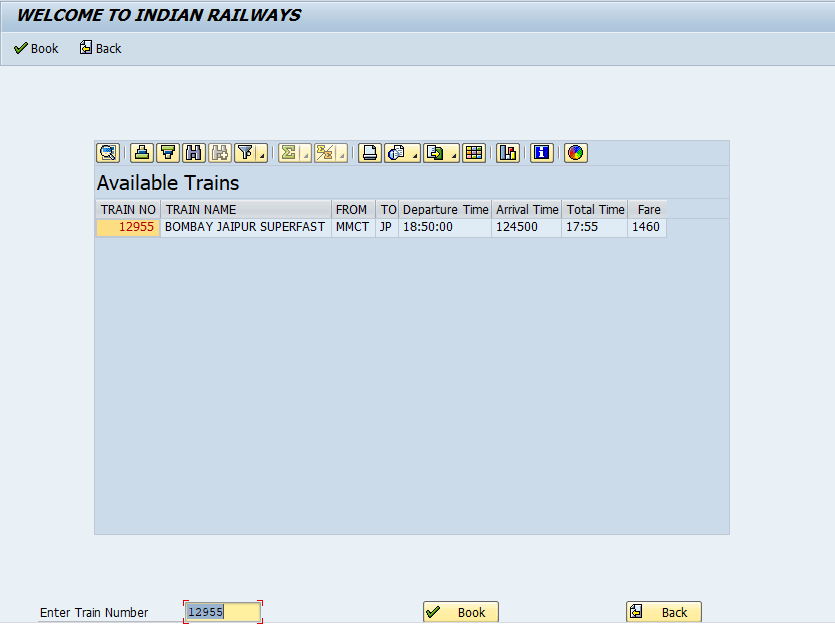 WELCOME TO INDIAN RAILWAYS
Book Back
Available Trains
TRAIN NO TRAIN NAME FROM TO Departure Time Arrival Time Total Time Fare
12955 BOMBAY JAIPUR SUPERFAST MMCT JP 18:50:00 124500 17:55 1460
Enter Train Number 12955 Book Back